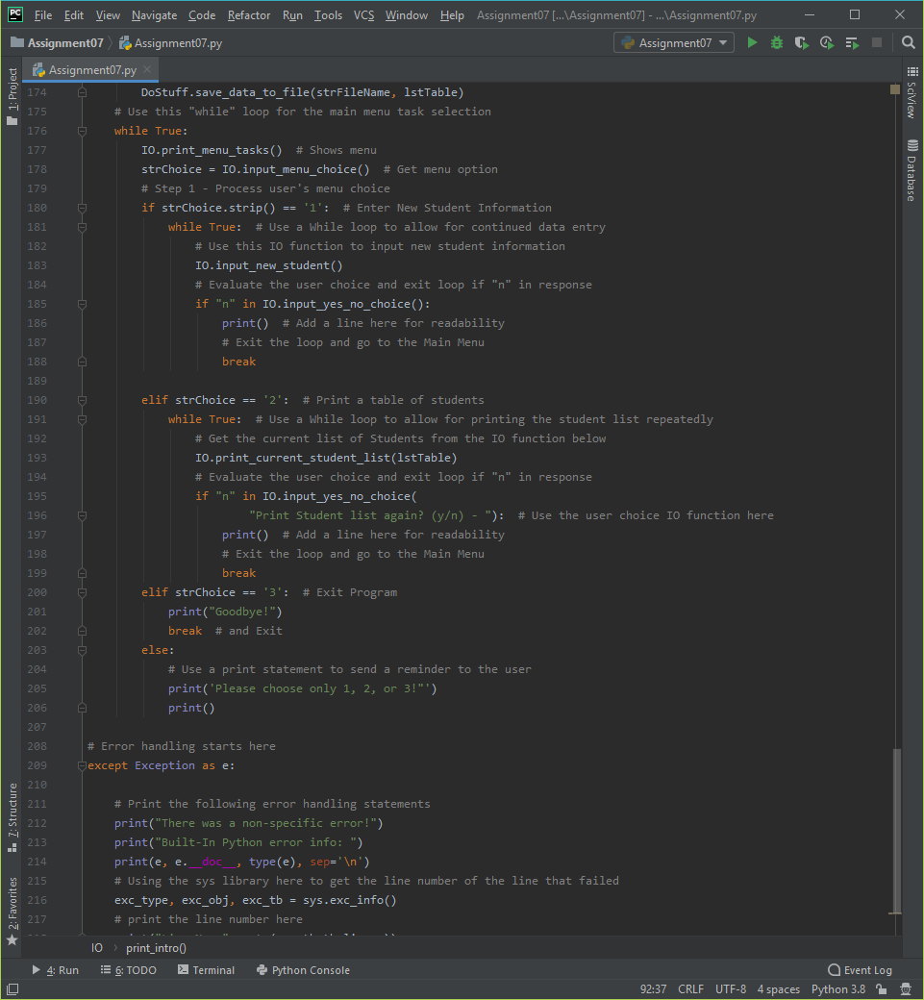 PC File Edit View Navigate Code Refactor Run Tools VCS Window Help Assignment07 [...\Assignment07] - ...\Assignment07.py
Assignment07 Assignment07.py Assignment07
Assignment07.py
1: Project
7: Structure
2: Favorites
SciView
Database
174 DoStuff.save_data_to_file(strFileName, lstTable)
175 # Use this "while" loop for the main menu task selection
176 while True:
177 IO.print_menu_tasks()  # Shows menu
178 strChoice = IO.input_menu_choice()  # Get menu option
179 # Step 1 - Process user's menu choice
180 if strChoice.strip() == '1':  # Enter New Student Information
181 while True:  # Use a While loop to allow for continued data entry
182 # Use this IO function to input new student information
183 IO.input_new_student()
184 # Evaluate the user choice and exit loop if "n" in response
185 if "n" in IO.input_yes_no_choice():
186 print()  # Add a line here for readability
187 # Exit the loop and go to the Main Menu
188 break
189
190 elif strChoice == '2':  # Print a table of students
191 while True:  # Use a While loop to allow for printing the student list repeatedly
192 # Get the current list of Students from the IO function below
193 IO.print_current_student_list(lstTable)
194 # Evaluate the user choice and exit loop if "n" in response
195 if "n" in IO.input_yes_no_choice(
196 "Print Student list again? (y/n) - "):  # Use the user choice IO function here
197 print()  # Add a line here for readability
198 # Exit the loop and go to the Main Menu
199 break
200 elif strChoice == '3':  # Exit Program
201 print("Goodbye!")
202 break  # and Exit
203 else:
204 # Use a print statement to send a reminder to the user
205 print('Please choose only 1, 2, or 3!"')
206 print()
207
208 # Error handling starts here
209 except Exception as e:
210
211 # Print the following error handling statements
212 print("There was a non-specific error!")
213 print("Built-In Python error info: ")
214 print(e, e.__doc__, type(e), sep='\n')
215 # Using the sys library here to get the line number of the line that failed
216 exc_type, exc_obj, exc_tb = sys.exc_info()
217 # print the line number here
IO print_intro()
4: Run 6: TODO Terminal Python Console Event Log
92:37 CRLF UTF-8 4 spaces Python 3.8